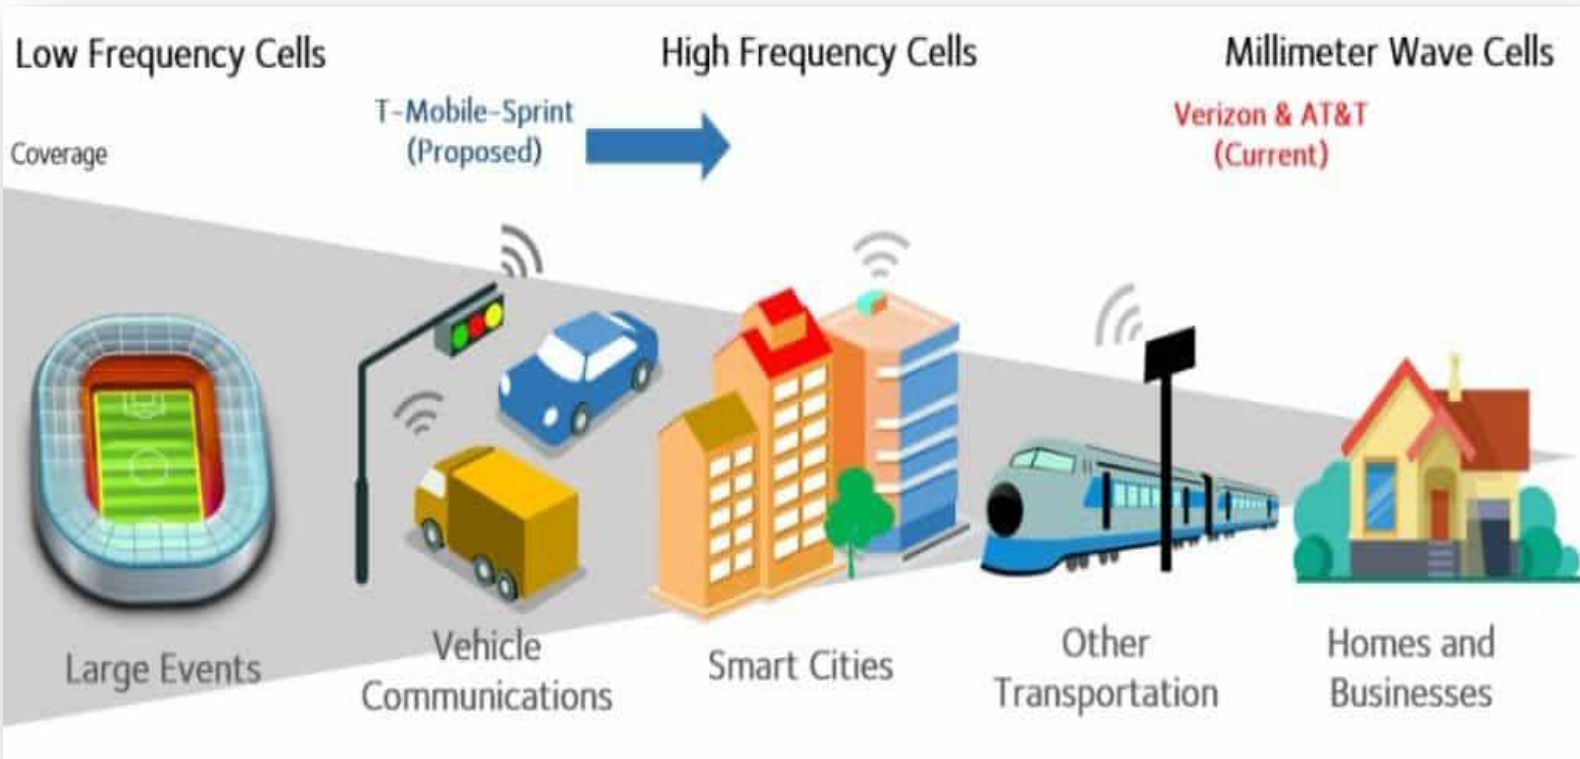 Low Frequency Cells
High Frequency Cells
Millimeter Wave Cells
T-Mobile-Sprint
(Proposed)
Verizon & AT&T
(Current)
Coverage
Large Events
Vehicle
Communications
Smart Cities
Other
Transportation
Homes and
Businesses